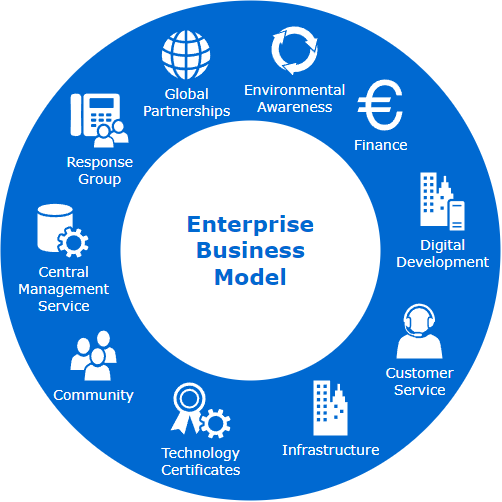 Enterprise
Business
Model
Global
Partnerships
Environmental
Awareness
Finance
Digital
Development
Customer
Service
Infrastructure
Technology
Certificates
Community
Central
Management
Service
Response
Group